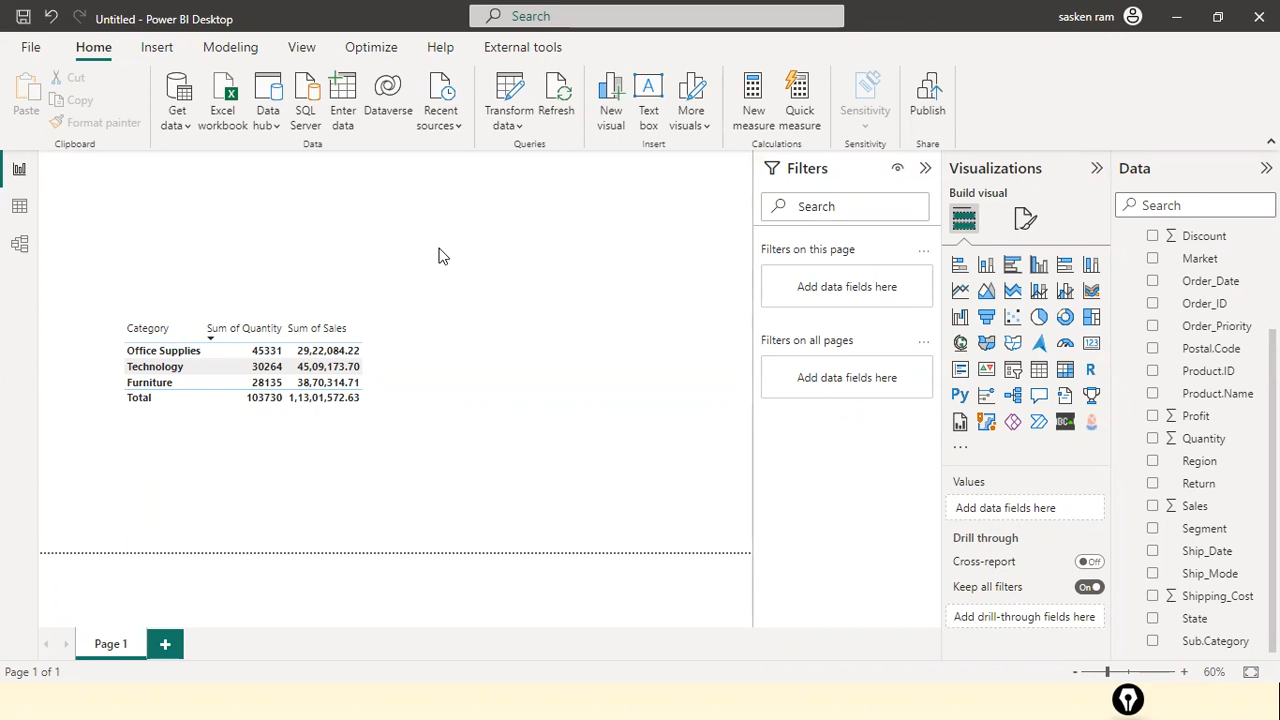 Untitled - Power BI Desktop
Search
sasken ram
File
Home
Insert
Modeling
View
Optimize
Help
External tools
Paste
Cut
Copy
Format painter
Clipboard
Get data
Excel workbook
Data hub
SQL Server
Enter data
Dataverse
Recent sources
Data
Transform data
Refresh
Queries
New visual
Text box
More visuals
Insert
New measure
Quick measure
Calculations
Sensitivity
Sensitivity
Publish
Share
Category Sum of Quantity Sum of Sales
Office Supplies 45331 29,22,084.22
Technology 30264 45,09,173.70
Furniture 28135 38,70,314.71
Total 103730 1,13,01,572.63
Filters
Search
Filters on this page
Add data fields here
Filters on all pages
Add data fields here
Visualizations
Build visual
Values
Add data fields here
Drill through
Cross-report
Off
Keep all filters
On
Add drill-through fields here
Data
Search
Discount
Market
Order_Date
Order_ID
Order_Priority
Postal.Code
Product.ID
Product.Name
Profit
Quantity
Region
Return
Sales
Segment
Ship_Date
Ship_Mode
Shipping_Cost
State
Sub.Category
Page 1
Page 1 of 1
60%